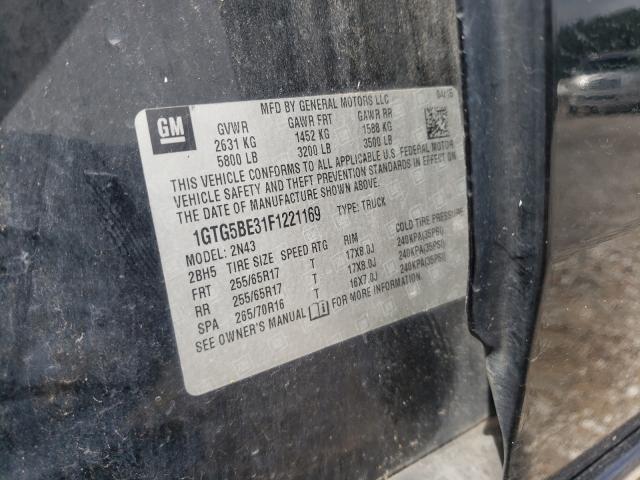 MFD BY GENERAL MOTORS LLC 04/15
GM
GVWR GAWR FRT GAWR RR
2631 KG 1452 KG 1588 KG
5800 LB 3200 LB 3500 LB
THIS VEHICLE CONFORMS TO ALL APPLICABLE U.S. FEDERAL MOTOR
VEHICLE SAFETY AND THEFT PREVENTION STANDARDS IN EFFECT ON
THE DATE OF MANUFACTURE SHOWN ABOVE.
1GTG5BE31F1221169 TYPE: TRUCK
MODEL: 2N43
2BH5 TIRE SIZE SPEED RTG RIM COLD TIRE PRESSURE
FRT 255/65R17 T 17X8.0J 240KPA(35PSI)
RR 255/65R17 T 17X8.0J 240KPA(35PSI)
SPA 265/70R16 T 16X7.0J 240KPA(35PSI)
SEE OWNER'S MANUAL FOR MORE INFORMATION.